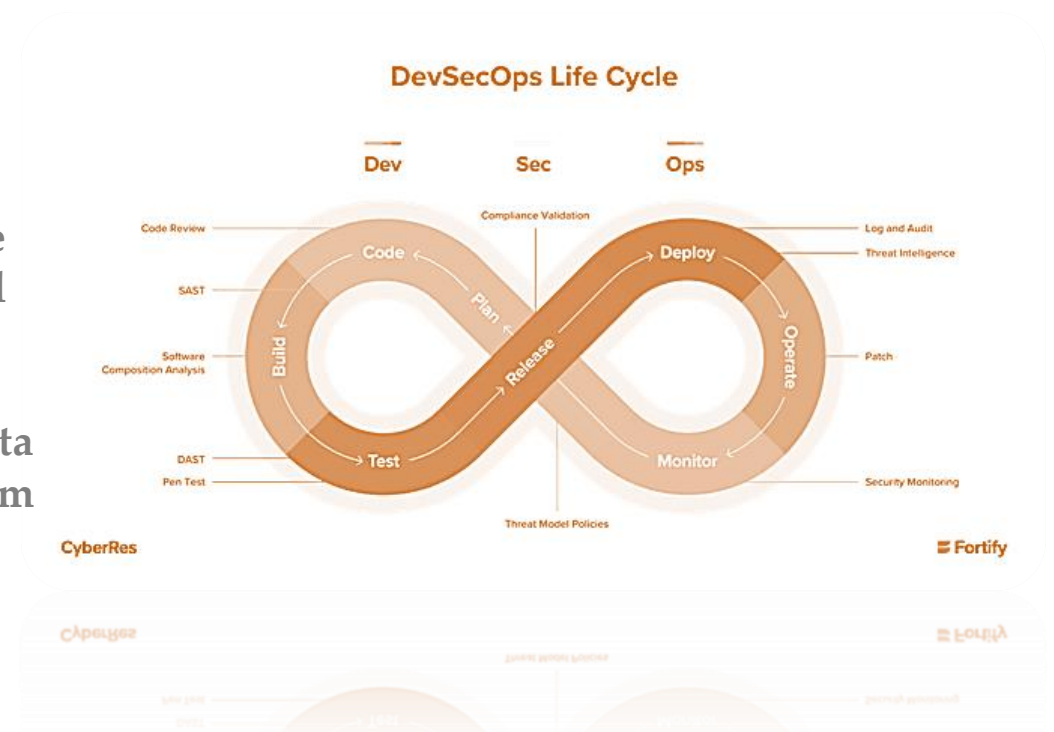 DevSecOps Life Cycle
Dev
Sec
Ops
Compliance Validation
Code Review
Log and Audit
Code
Deploy
Threat Intelligence
SAST
Plan
Build
Release
Operate
Software
Composition Analysis
Patch
ta
m
DAST
Test
Monitor
Pen Test
Security Monitoring
Threat Model Policies
CyberRes
Fortify